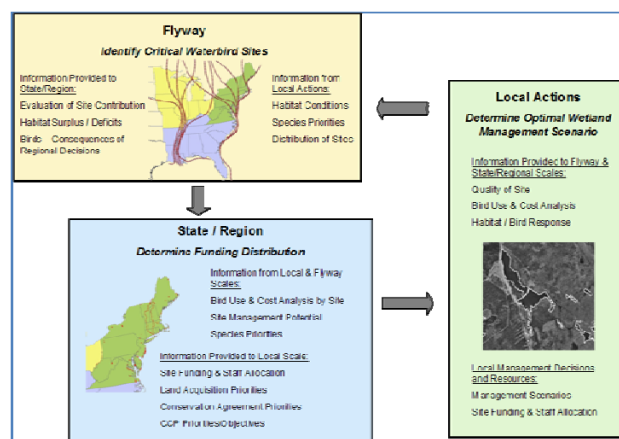 Flyway
Identify Critical Waterbird Sites
Information Provided to
State/Region:
Evaluation of Site Contribution
Habitat Surplus / Deficits
Birds Consequences of
Regional Decisions
Information from
Local Actions:
Habitat Conditions
Species Priorities
Distribution of Sites
State / Region
Determine Funding Distribution
Information from Local & Flyway
Scales:
Bird Use & Cost Analysis by Site
Site Management Potential
Species Priorities
Information Provided to Local Scale:
Site Funding & Staff Allocation
Land Acquisition Priorities
Conservation Agreement Priorities
CCP Priorities/Objectives
Local Actions
Determine Optimal Wetland
Management Scenario
Information Provided to Flyway &
State/Regional Scales:
Quality of Site
Bird Use & Cost Analysis
Habitat / Bird Response
Local Management Decisions
and Resources:
Management Scenarios
Site Funding & Staff Allocation